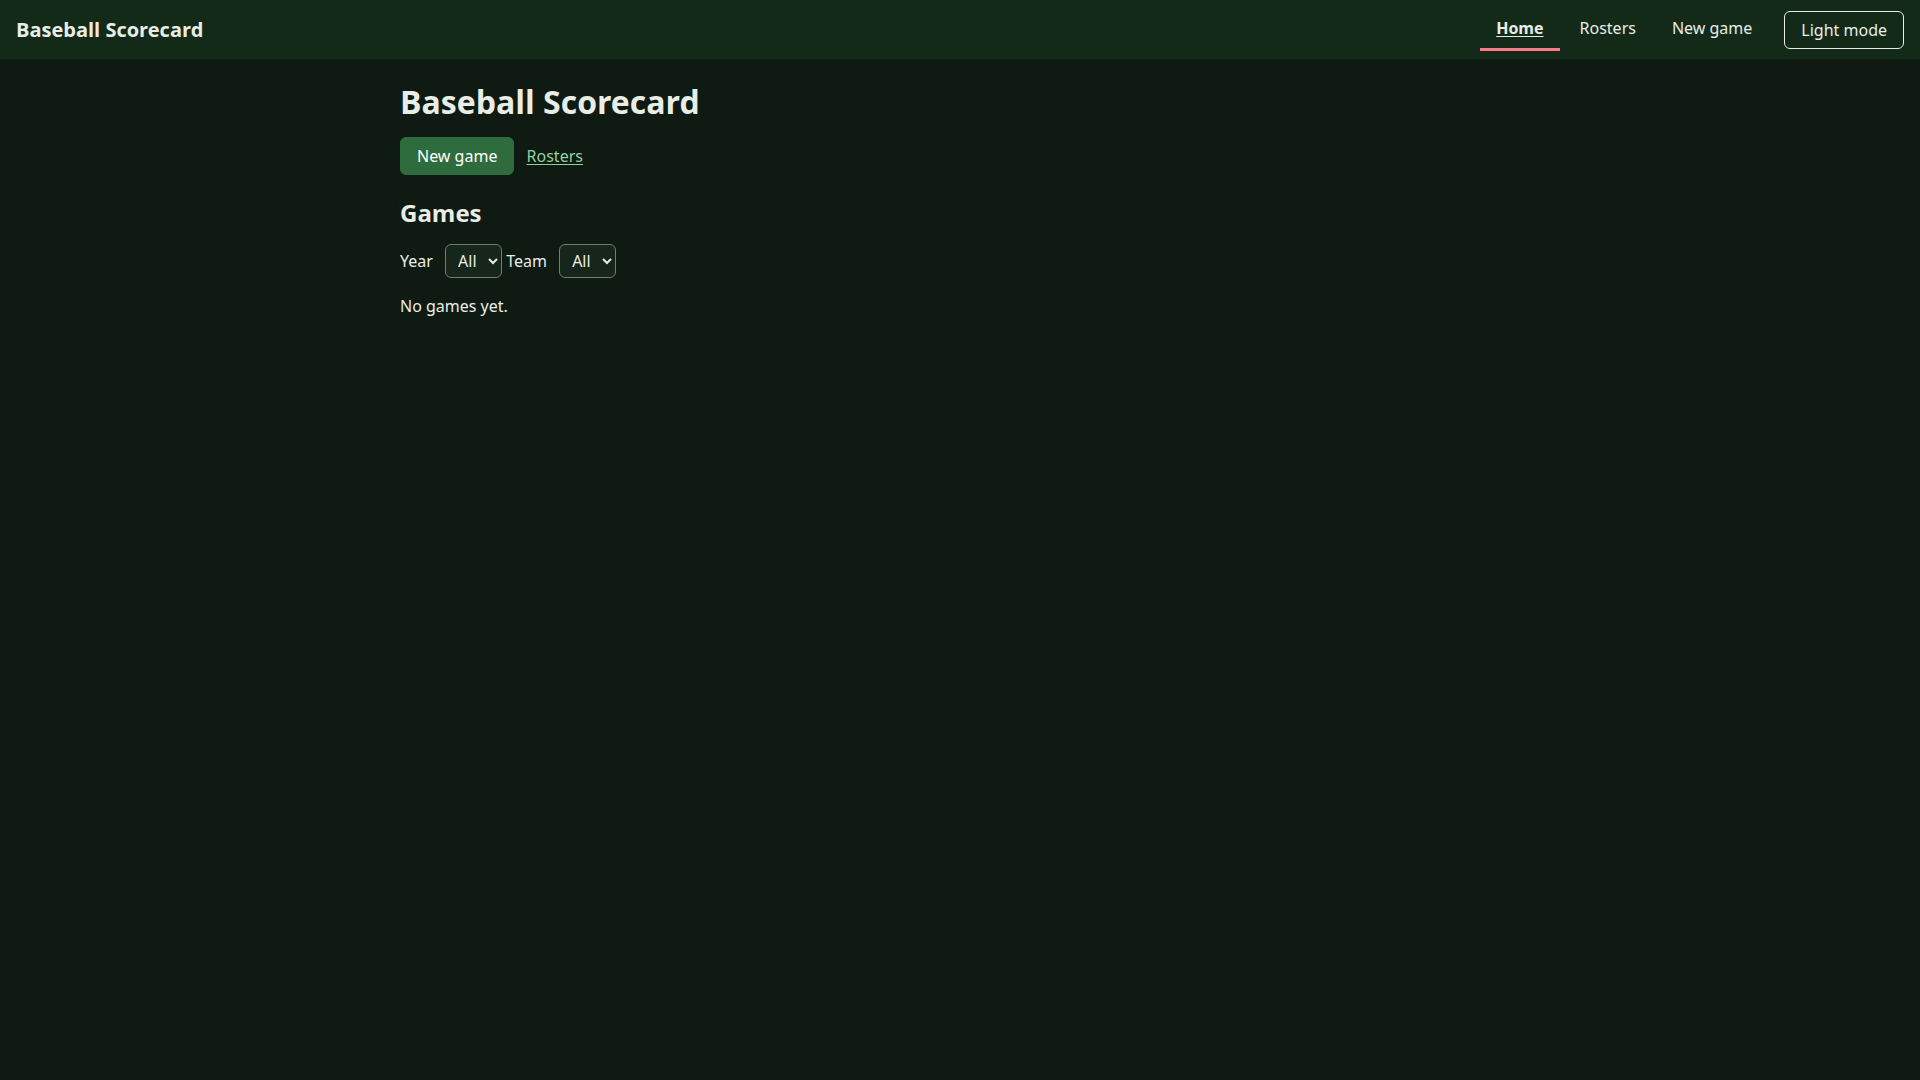 Baseball Scorecard Home Rosters New game Light mode
Baseball Scorecard
New game Rosters
Games
Year All Team All
No games yet.